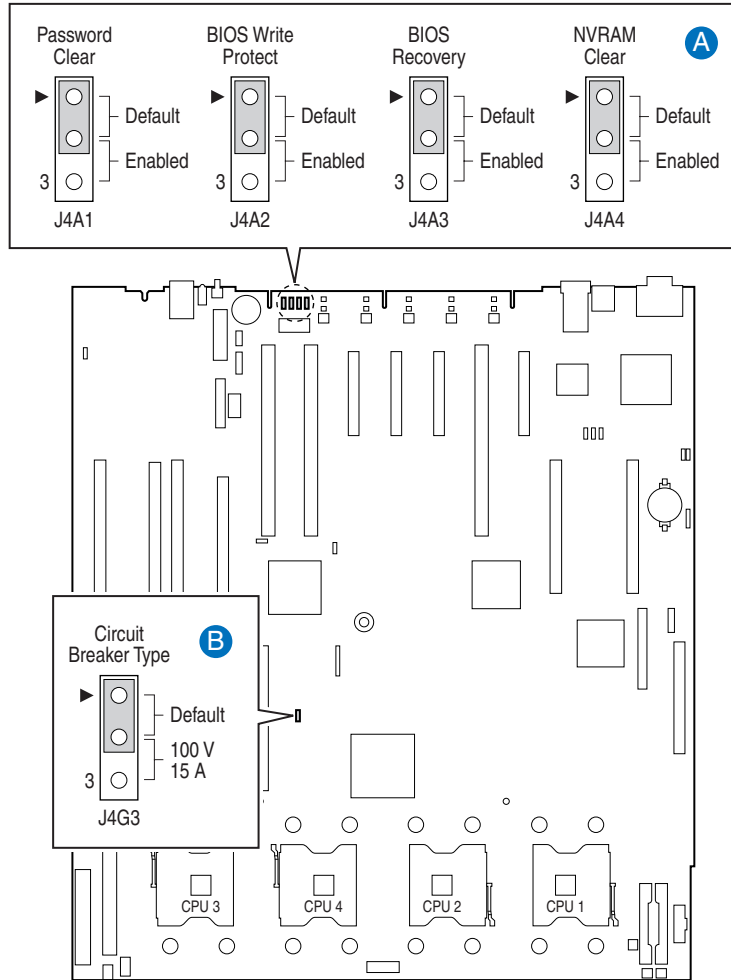 Password
Clear
Default
Enabled
3
J4A1
BIOS Write
Protect
Default
Enabled
3
J4A2
BIOS
Recovery
Default
Enabled
3
J4A3
NVRAM
Clear
Default
Enabled
3
J4A4
A
Circuit
Breaker Type
B
Default
100 V
15 A
3
J4G3
CPU 3
CPU 4
CPU 2
CPU 1